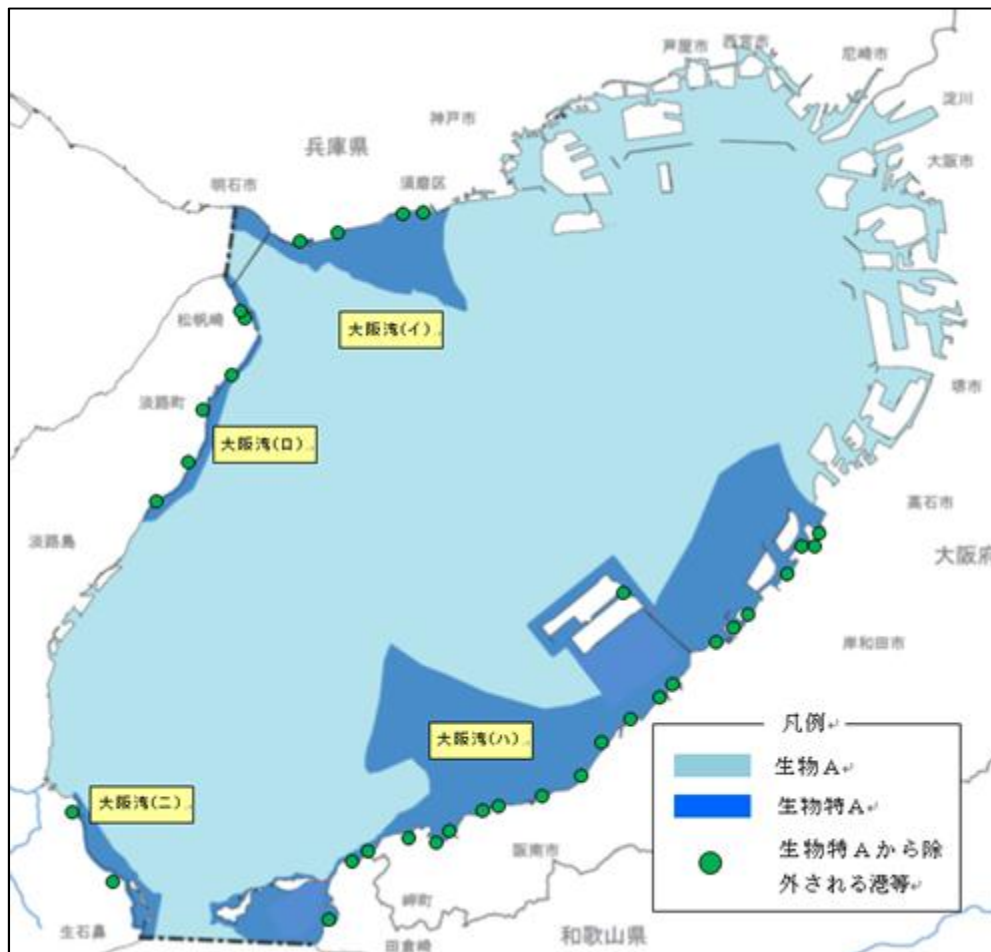 芦屋市
西宮市
尼崎市
淀川
神戸市
兵庫県
大阪市
明石市
須磨区
松帆崎
大阪湾(イ)
淡路町
堺市
大阪湾(ロ)
高石市
淡路島
大阪府
岸和田市
大阪湾(ハ)
大阪湾(ニ)
凡例
生物A
生物特A
生物特Aから除
外される港等
阪南市
岬町
生石鼻
田倉崎
和歌山県